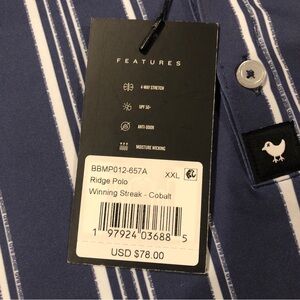 FEATURES
4-WAY STRETCH
UPF 50+
ANTI-ODOR
MOISTURE WICKING
BBMP012-657A XXL
Ridge Polo
Winning Streak - Cobalt
1 97924 03688 5
USD $78.00